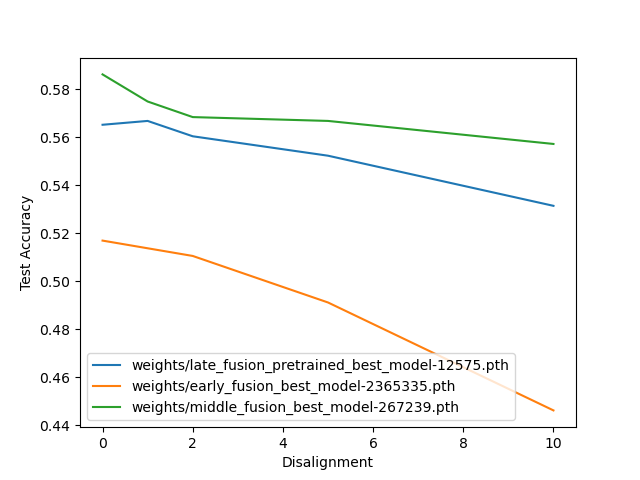 0.58
0.56
0.54
0.52
0.50
0.48
0.46
0.44
Test Accuracy
weights/late_fusion_pretrained_best_model-12575.pth
weights/early_fusion_best_model-2365335.pth
weights/middle_fusion_best_model-267239.pth
0 2 4 6 8 10
Disalignment